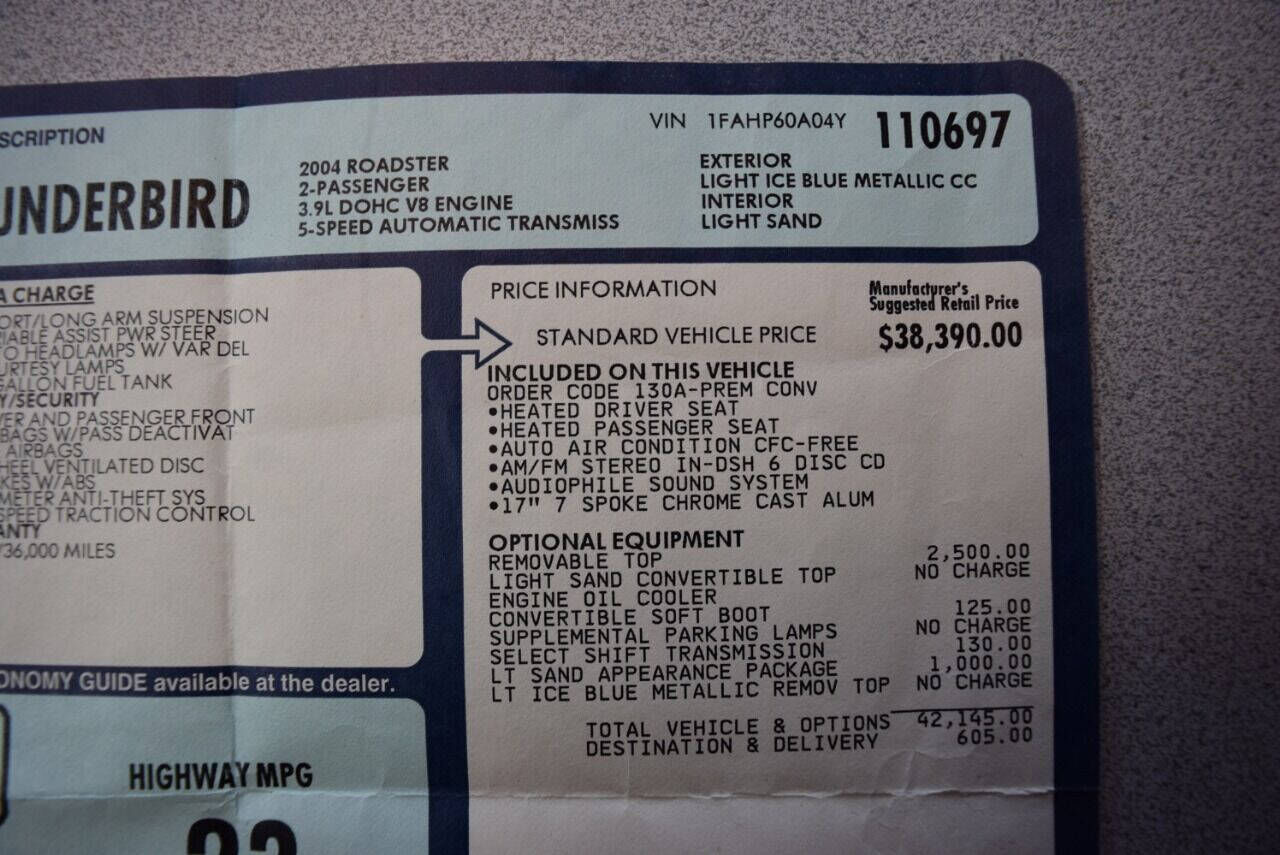 SCRIPTION
UNDERBIRD
2004 ROADSTER
2-PASSENGER
3.9L DOHC V8 ENGINE
5-SPEED AUTOMATIC TRANSMISS
VIN 1FAHP60A04Y 110697
EXTERIOR
LIGHT ICE BLUE METALLIC CC
INTERIOR
LIGHT SAND
A CHARGE
ORT/LONG ARM SUSPENSION
RIABLE ASSIST PWR STEER
TO HEADLAMPS W/ VAR DEL
URTESY LAMPS
GALLON FUEL TANK
Y/SECURITY
VER AND PASSENGER FRONT
BAGS W/PASS DEACTIVAT
AIRBAGS
HEEL VENTILATED DISC
KES W/ABS
METER ANTI-THEFT SYS
SPEED TRACTION CONTROL
ANTY
/36,000 MILES
ONOMY GUIDE available at the dealer.
HIGHWAY MPG
PRICE INFORMATION
Manufacturer's
Suggested Retail Price
STANDARD VEHICLE PRICE $38,390.00
INCLUDED ON THIS VEHICLE
ORDER CODE 130A-PREM CONV
•HEATED DRIVER SEAT
•HEATED PASSENGER SEAT
•AUTO AIR CONDITION CFC-FREE
•AM/FM STEREO IN-DSH 6 DISC CD
•AUDIOPHILE SOUND SYSTEM
•17" 7 SPOKE CHROME CAST ALUM
OPTIONAL EQUIPMENT
REMOVABLE TOP 2,500.00
LIGHT SAND CONVERTIBLE TOP NO CHARGE
ENGINE OIL COOLER
CONVERTIBLE SOFT BOOT 125.00
SUPPLEMENTAL PARKING LAMPS NO CHARGE
SELECT SHIFT TRANSMISSION 130.00
LT SAND APPEARANCE PACKAGE 1,000.00
LT ICE BLUE METALLIC REMOV TOP NO CHARGE
TOTAL VEHICLE & OPTIONS 42,145.00
DESTINATION & DELIVERY 605.00